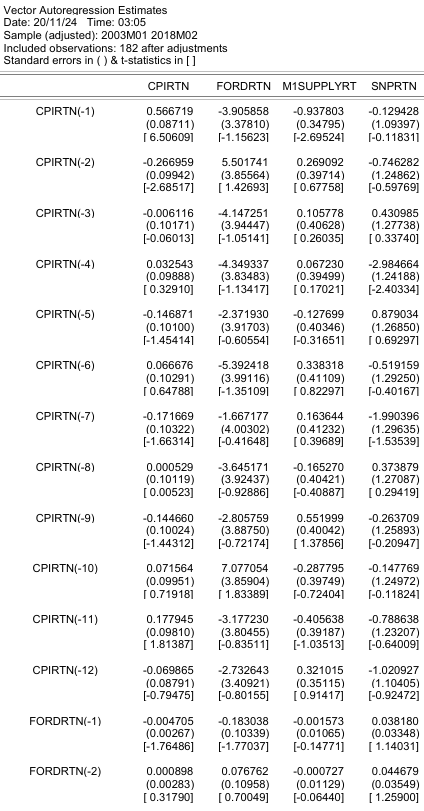 Vector Autoregression Estimates
Date: 20/11/24 Time: 03:05
Sample (adjusted): 2003M01 2018M02
Included observations: 182 after adjustments
Standard errors in ( ) & t-statistics in [ ]
CPIRTN FORDRTN M1SUPPLYRT SNPRTN
CPIRTN(-1) 0.566719 -3.905858 -0.937803 -0.129428
(0.08711) (3.37810) (0.34795) (1.09397)
[ 6.50609] [-1.15623] [-2.69524] [-0.11831]
CPIRTN(-2) -0.266959 5.501741 0.269092 -0.746282
(0.09942) (3.85564) (0.39714) (1.24862)
[-2.68517] [ 1.42693] [ 0.67758] [-0.59769]
CPIRTN(-3) -0.006116 -4.147251 0.105778 0.430985
(0.10171) (3.94447) (0.40628) (1.27738)
[-0.06013] [-1.05141] [ 0.26035] [ 0.33740]
CPIRTN(-4) 0.032543 -4.349337 0.067230 -2.984664
(0.09888) (3.83483) (0.39499) (1.24188)
[ 0.32910] [-1.13417] [ 0.17021] [-2.40334]
CPIRTN(-5) -0.146871 -2.371930 -0.127699 0.879034
(0.10100) (3.91703) (0.40346) (1.26850)
[-1.45414] [-0.60554] [-0.31651] [ 0.69297]
CPIRTN(-6) 0.066676 -5.392418 0.338318 -0.519159
(0.10291) (3.99116) (0.41109) (1.29250)
[ 0.64788] [-1.35109] [ 0.82297] [-0.40167]
CPIRTN(-7) -0.171669 -1.667177 0.163644 -1.990396
(0.10322) (4.00302) (0.41232) (1.29635)
[-1.66314] [-0.41648] [ 0.39689] [-1.53539]
CPIRTN(-8) 0.000529 -3.645171 -0.165270 0.373879
(0.10119) (3.92437) (0.40421) (1.27087)
[ 0.00523] [-0.92886] [-0.40887] [ 0.29419]
CPIRTN(-9) -0.144660 -2.805759 0.551999 -0.263709
(0.10024) (3.88750) (0.40042) (1.25893)
[-1.44312] [-0.72174] [ 1.37856] [-0.20947]
CPIRTN(-10) 0.071564 7.077054 -0.287795 -0.147769
(0.09951) (3.85904) (0.39749) (1.24972)
[ 0.71918] [ 1.83389] [-0.72404] [-0.11824]
CPIRTN(-11) 0.177945 -3.177230 -0.405638 -0.788638
(0.09810) (3.80455) (0.39187) (1.23207)
[ 1.81387] [-0.83511] [-1.03513] [-0.64009]
CPIRTN(-12) -0.069865 -2.732643 0.321015 -1.020927
(0.08791) (3.40921) (0.35115) (1.10405)
[-0.79475] [-0.80155] [ 0.91417] [-0.92472]
FORDRTN(-1) -0.004705 -0.183038 -0.001573 0.038180
(0.00267) (0.10339) (0.01065) (0.03348)
[-1.76486] [-1.77037] [-0.14771] [ 1.14031]
FORDRTN(-2) 0.000898 0.076762 -0.000727 0.044679
(0.00283) (0.10958) (0.01129) (0.03549)
[ 0.31790] [ 0.70049] [-0.06440] [ 1.25900]